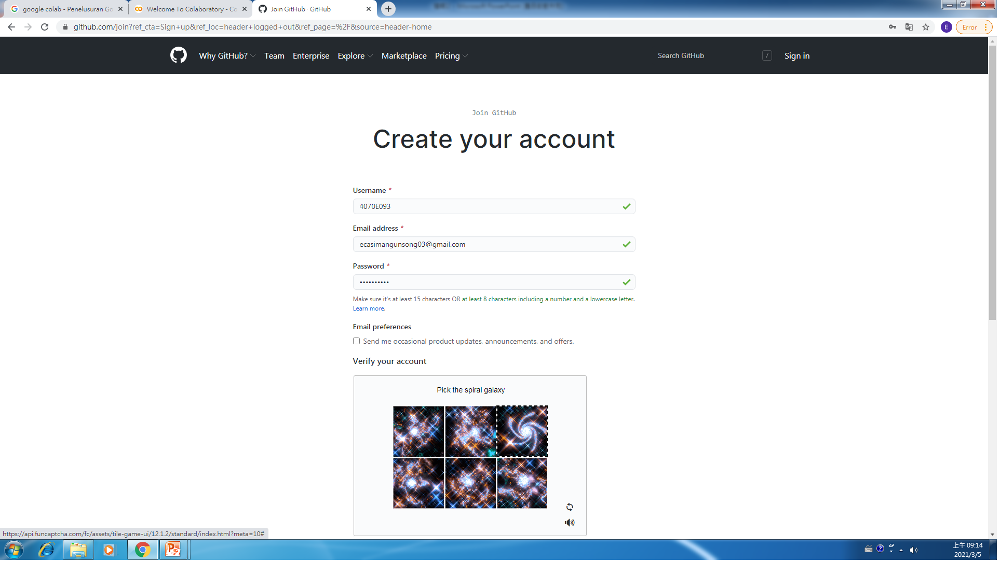 google colab - Penelusuran Go
Welcome To Colaboratory - Co
Join GitHub · GitHub
github.com/join?ref_cta=Sign+up&ref_loc=header+logged+out&ref_page=%2F&source=header-home
E
Error
Why GitHub?
Team
Enterprise
Explore
Marketplace
Pricing
Search GitHub
/
Sign in
Join GitHub
Create your account
Username *
4070E093
Email address *
ecasimangunsong03@gmail.com
Password *
••••••••••
Make sure it's at least 15 characters OR at least 8 characters including a number and a lowercase letter.
Learn more.
Email preferences
Send me occasional product updates, announcements, and offers.
Verify your account
Pick the spiral galaxy
https://api.funcaptcha.com/fc/assets/tile-game-ui/12.1.2/standard/index.html?meta=10#
上午 09:14
2021/3/5